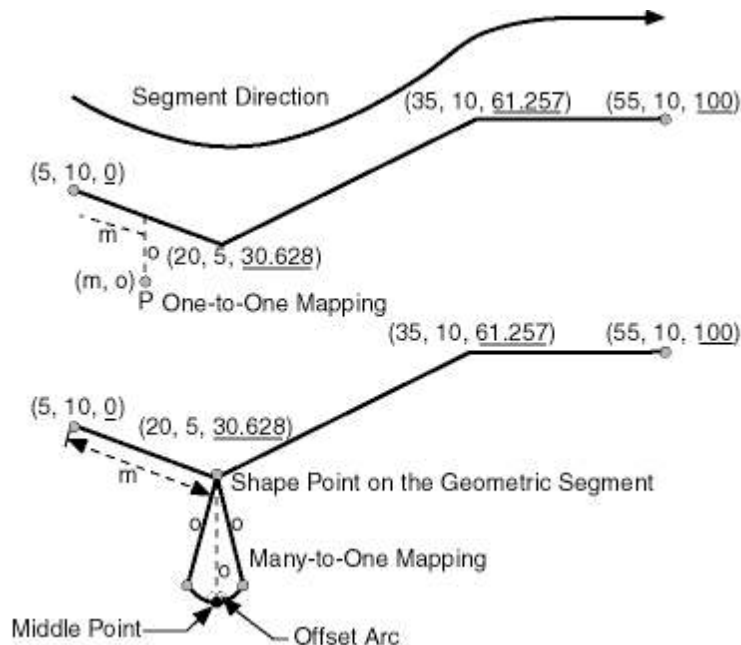 Segment Direction
(35, 10, 61.257) (55, 10, 100)
(5, 10, 0)
m
o (20, 5, 30.628)
(m, o)
P One-to-One Mapping
(35, 10, 61.257) (55, 10, 100)
(5, 10, 0) (20, 5, 30.628)
m
Shape Point on the Geometric Segment
o o
Many-to-One Mapping
o
Middle Point
Offset Arc